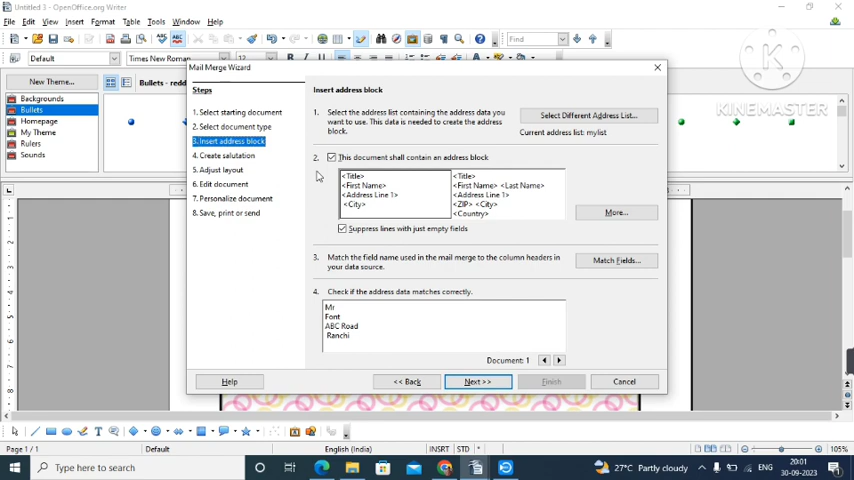 Untitled 3 - OpenOffice.org Writer
File Edit View Insert Format Table Tools Window Help
Find
Default Times New Roman 12 B I U
New Theme... Bullets - redd
Backgrounds
Bullets
Homepage
My Theme
Rulers
Sounds
KINEMASTER
Mail Merge Wizard
Steps
1. Select starting document
2. Select document type
3. Insert address block
4. Create salutation
5. Adjust layout
6. Edit document
7. Personalize document
8. Save, print or send
Insert address block
1. Select the address list containing the address data you
want to use. This data is needed to create the address
block.
Select Different Address List...
Current address list: mylist
2. This document shall contain an address block
<Title>
<First Name>
<Address Line 1>
<City>
<Title>
<First Name> <Last Name>
<Address Line 1>
<ZIP> <City>
<Country>
More...
Suppress lines with just empty fields
3. Match the field name used in the mail merge to the column headers in
your data source.
Match Fields...
4. Check if the address data matches correctly.
Mr
Font
ABC Road
Ranchi
Document: 1
Help << Back Next >> Finish Cancel
Page 1 / 1 Default English (India) INSRT STD * 105%
Type here to search
27°C Partly cloudy ENG 20:01
30-09-2023